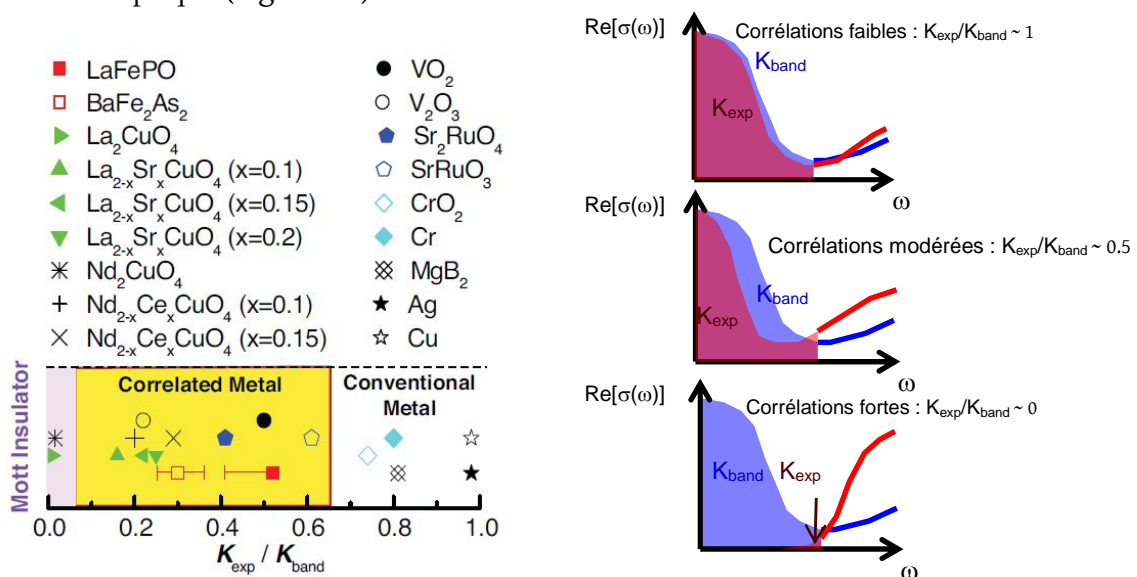 LaFePO
BaFe2As2
La2CuO4
La2-xSrxCuO4 (x=0.1)
La2-xSrxCuO4 (x=0.15)
La2-xSrxCuO4 (x=0.2)
Nd2CuO4
Nd2-xCexCuO4 (x=0.1)
Nd2-xCexCuO4 (x=0.15)
VO2
V2O3
Sr2RuO4
SrRuO3
CrO2
Cr
MgB2
Ag
Cu
Mott Insulator
Correlated Metal
Conventional
Metal
0.0 0.2 0.4 0.6 0.8 1.0
Kexp / Kband
Re[σ(ω)]
Corrélations faibles : Kexp/Kband ~ 1
Kband
Kexp
ω
Re[σ(ω)]
Corrélations modérées : Kexp/Kband ~ 0.5
Kband
Kexp
ω
Re[σ(ω)]
Corrélations fortes : Kexp/Kband ~ 0
Kband
Kexp
ω